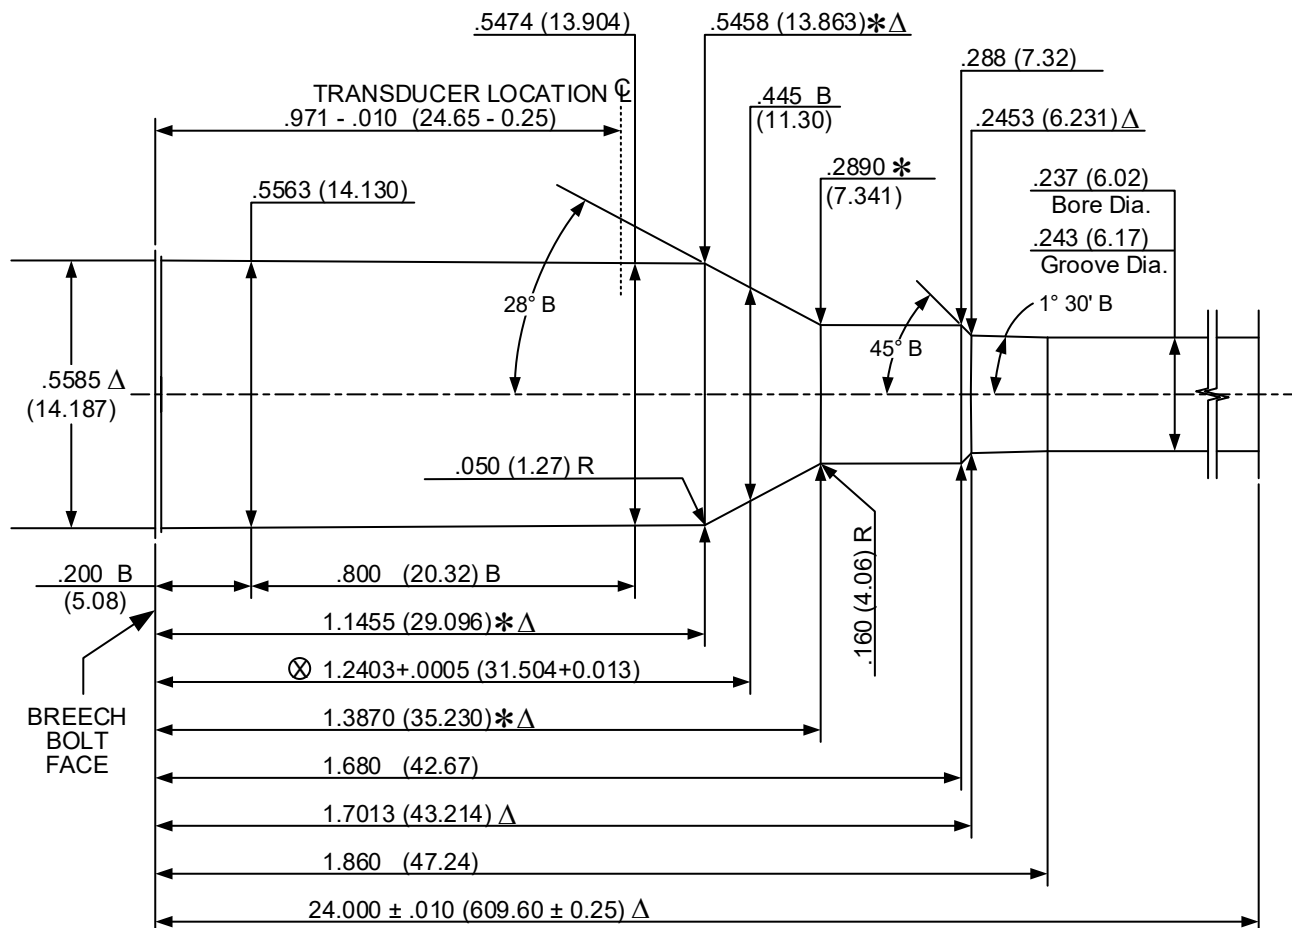 .5474 (13.904)
.5458 (13.863)✻Δ
.288 (7.32)
TRANSDUCER LOCATION ℄
.971 - .010 (24.65 - 0.25)
.445 B
(11.30)
.2453 (6.231)Δ
.5563 (14.130)
.2890 ✻
(7.341)
.237 (6.02)
Bore Dia.
.243 (6.17)
Groove Dia.
28° B
1° 30' B
45° B
.5585 Δ
(14.187)
.050 (1.27) R
.160 (4.06) R
.200 B
(5.08)
.800 (20.32) B
1.1455 (29.096)✻Δ
⊗ 1.2403+.0005 (31.504+0.013)
BREECH
BOLT
FACE
1.3870 (35.230)✻Δ
1.680 (42.67)
1.7013 (43.214) Δ
1.860 (47.24)
24.000 ± .010 (609.60 ± 0.25) Δ